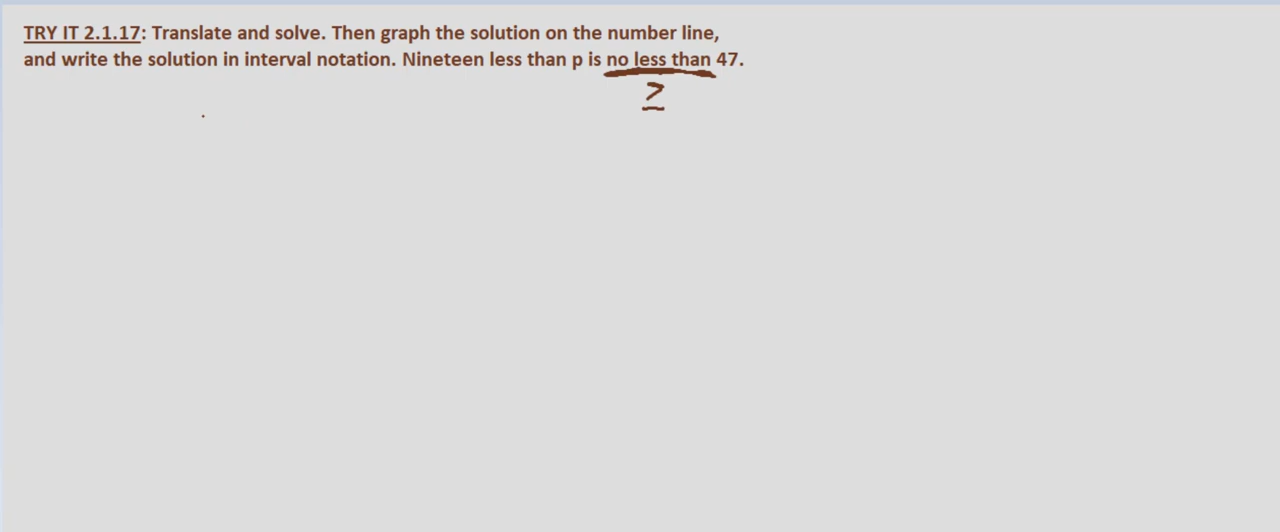 TRY IT 2.1.17: Translate and solve. Then graph the solution on the number line,
and write the solution in interval notation. Nineteen less than p is no less than 47.
≥